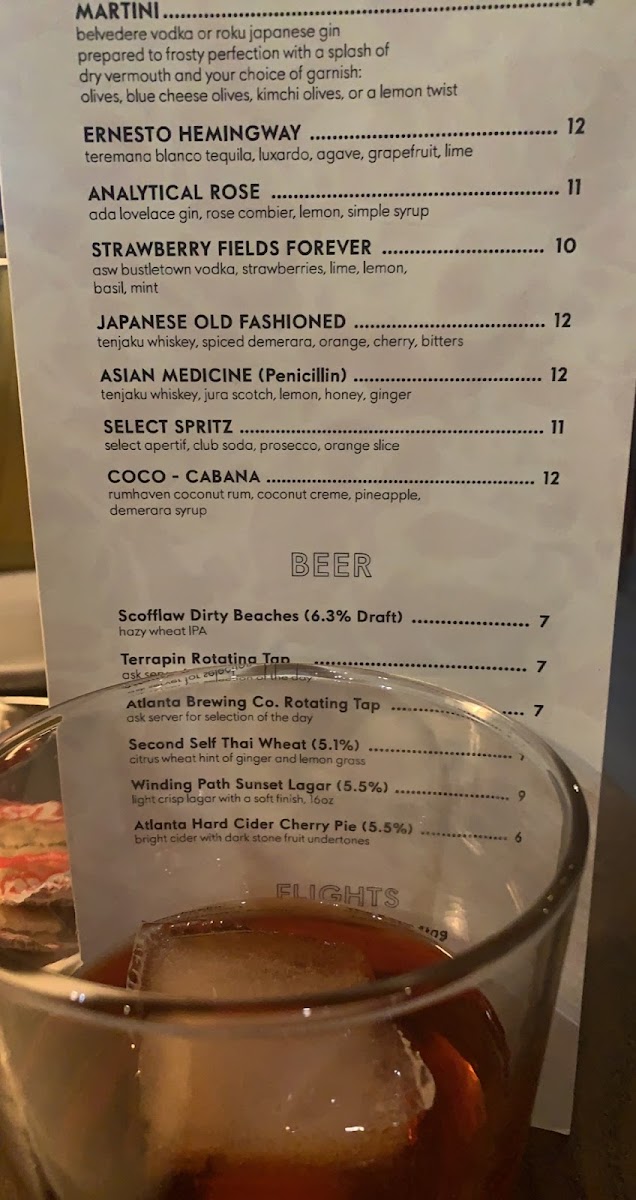 MARTINI.......................................................14
belvedere vodka or roku japanese gin
prepared to frosty perfection with a splash of
dry vermouth and your choice of garnish:
olives, blue cheese olives, kimchi olives, or a lemon twist
ERNESTO HEMINGWAY ........................................ 12
teremana blanco tequila, luxardo, agave, grapefruit, lime
ANALYTICAL ROSE .............................................. 11
ada lovelace gin, rose combier, lemon, simple syrup
STRAWBERRY FIELDS FOREVER .......................... 10
asw bustletown vodka, strawberries, lime, lemon,
basil, mint
JAPANESE OLD FASHIONED ............................... 12
tenjaku whiskey, spiced demerara, orange, cherry, bitters
ASIAN MEDICINE (Penicillin) ............................... 12
tenjaku whiskey, jura scotch, lemon, honey, ginger
SELECT SPRITZ .................................................. 11
select apertif, club soda, prosecco, orange slice
COCO - CABANA ............................................... 12
rumhaven coconut rum, coconut creme, pineapple,
demerara syrup
BEER
Scofflaw Dirty Beaches (6.3% Draft) .................... 7
hazy wheat IPA
Terrapin Rotating Tap ................................... 7
ask of the day
Atlanta Brewing Co. Rotating Tap ....................... 7
ask server for selection of the day
Second Self Thai Wheat (5.1%) .......................... 7
citrus wheat hint of ginger and lemon grass
Winding Path Sunset Lagar (5.5%) ..................... 9
light crisp lagar with a soft finish, 16oz
Atlanta Hard Cider Cherry Pie (5.5%) ................ 6
bright cider with dark stone fruit undertones
FLIGHTS